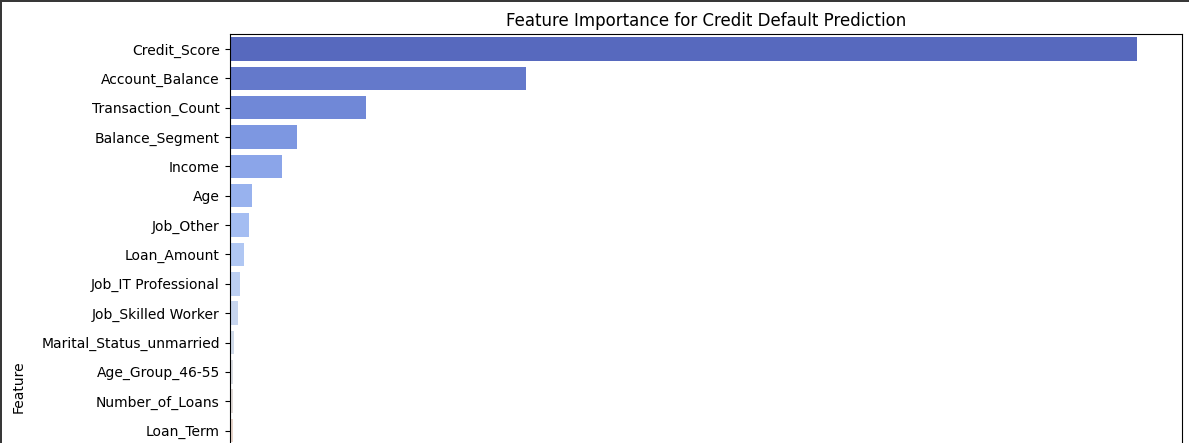 Feature Importance for Credit Default Prediction
Credit_Score
Account_Balance
Transaction_Count
Balance_Segment
Income
Age
Job_Other
Loan_Amount
Job_IT Professional
Job_Skilled Worker
Marital_Status_unmarried
Age_Group_46-55
Number_of_Loans
Loan_Term
Feature